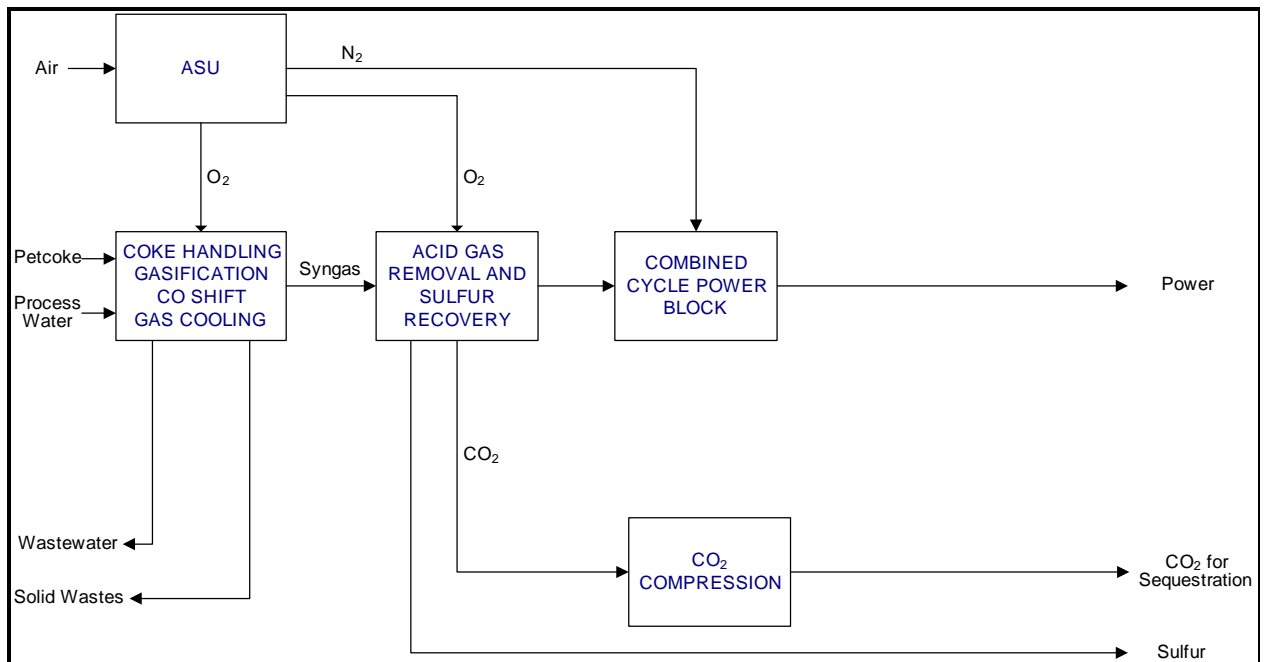 N₂
Air
ASU
O₂
O₂
Petcoke
Process
Water
COKE HANDLING
GASIFICATION
CO SHIFT
GAS COOLING
Syngas
ACID GAS
REMOVAL AND
SULFUR
RECOVERY
COMBINED
CYCLE POWER
BLOCK
Power
CO₂
Wastewater
Solid Wastes
CO₂
COMPRESSION
CO₂ for
Sequestration
Sulfur